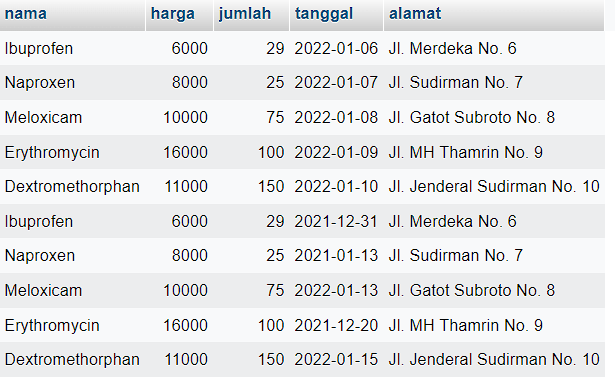 nama harga jumlah tanggal alamat
Ibuprofen 6000 29 2022-01-06 Jl. Merdeka No. 6
Naproxen 8000 25 2022-01-07 Jl. Sudirman No. 7
Meloxicam 10000 75 2022-01-08 Jl. Gatot Subroto No. 8
Erythromycin 16000 100 2022-01-09 Jl. MH Thamrin No. 9
Dextromethorphan 11000 150 2022-01-10 Jl. Jenderal Sudirman No. 10
Ibuprofen 6000 29 2021-12-31 Jl. Merdeka No. 6
Naproxen 8000 25 2021-01-13 Jl. Sudirman No. 7
Meloxicam 10000 75 2022-01-13 Jl. Gatot Subroto No. 8
Erythromycin 16000 100 2021-12-20 Jl. MH Thamrin No. 9
Dextromethorphan 11000 150 2022-01-15 Jl. Jenderal Sudirman No. 10